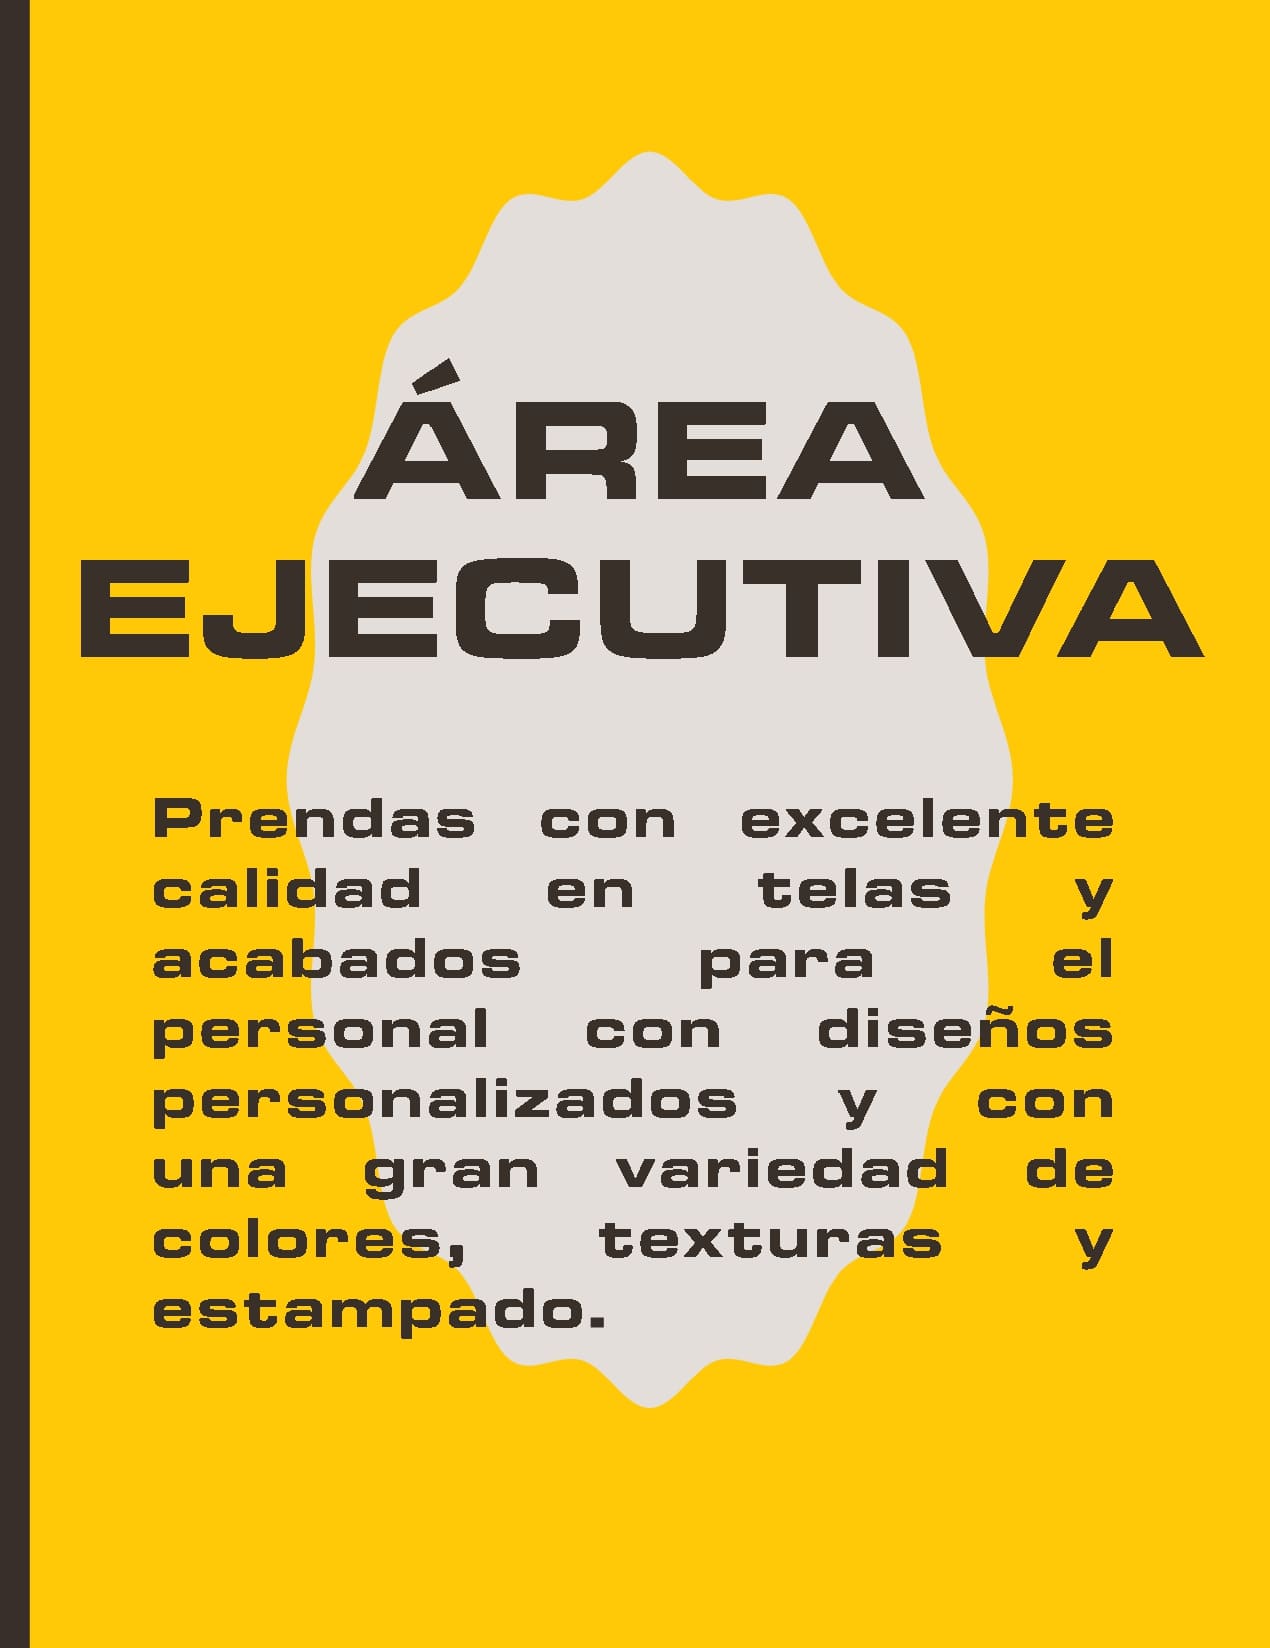 ÁREA
EJECUTIVA
Prendas con excelente
calidad en telas y
acabados para el
personal con diseños
personalizados y con
una gran variedad de
colores, texturas y
estampado.